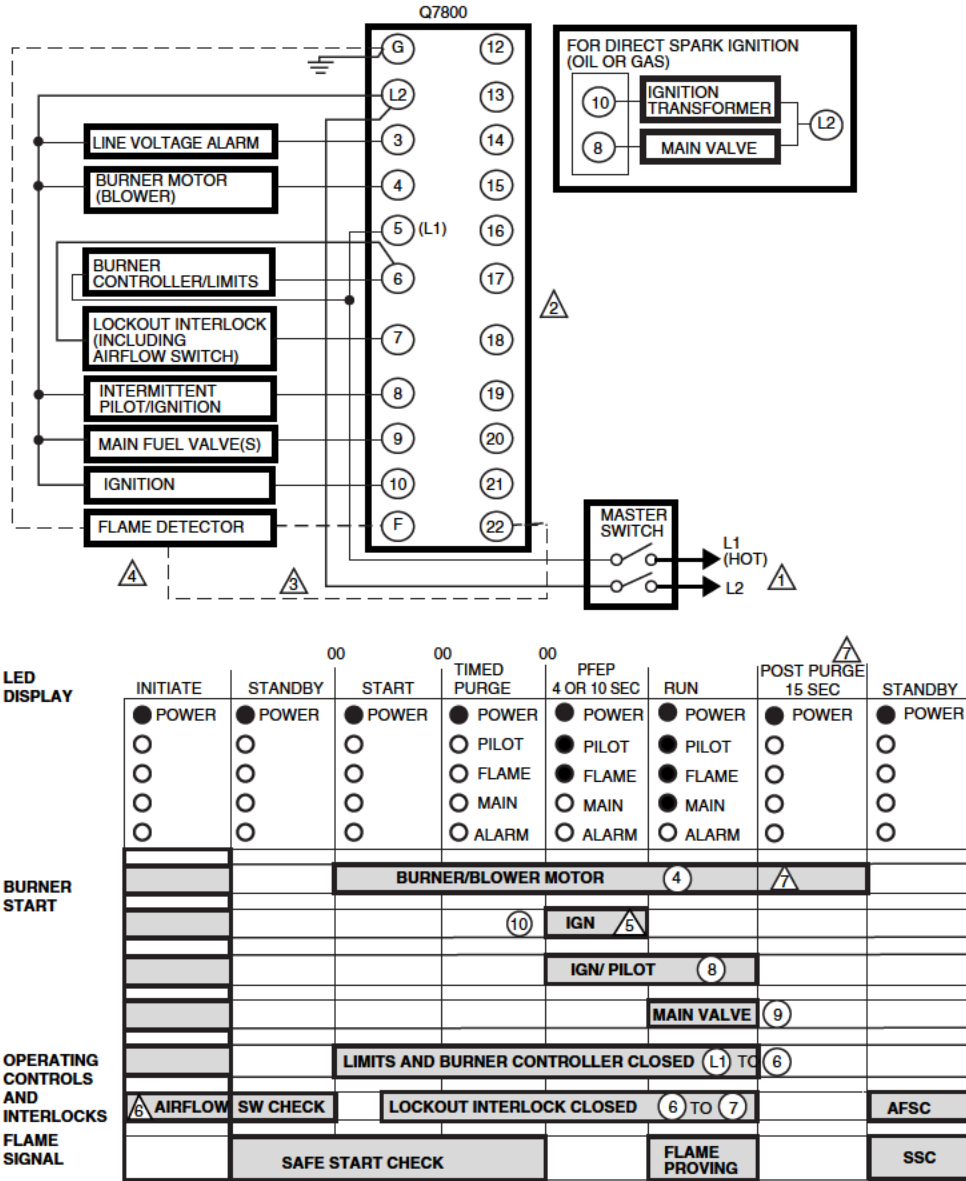 Q7800
G
12
FOR DIRECT SPARK IGNITION
(OIL OR GAS)
10
IGNITION
TRANSFORMER
L2
8
MAIN VALVE
L2
13
LINE VOLTAGE ALARM
3
14
BURNER MOTOR
(BLOWER)
4
15
5
(L1)
16
BURNER
CONTROLLER/LIMITS
6
17
2
LOCKOUT INTERLOCK
(INCLUDING
AIRFLOW SWITCH)
7
18
INTERMITTENT
PILOT/IGNITION
8
19
MAIN FUEL VALVE(S)
9
20
IGNITION
10
21
FLAME DETECTOR
F
22
MASTER
SWITCH
L1
(HOT)
L2
1
4
3
00
00
00
7
LED
DISPLAY
INITIATE
STANDBY
START
TIMED
PURGE
PFEP
4 OR 10 SEC
RUN
POST PURGE
15 SEC
STANDBY
POWER POWER POWER POWER POWER POWER POWER POWER
PILOT PILOT PILOT
FLAME FLAME FLAME
MAIN MAIN MAIN
ALARM ALARM ALARM
BURNER
START
BURNER/BLOWER MOTOR 4 7
10 IGN 5
IGN/ PILOT 8
MAIN VALVE 9
OPERATING
CONTROLS
AND
INTERLOCKS
LIMITS AND BURNER CONTROLLER CLOSED L1 TO 6
6 AIRFLOW SW CHECK
LOCKOUT INTERLOCK CLOSED 6 TO 7
AFSC
FLAME
SIGNAL
SAFE START CHECK
FLAME
PROVING
SSC